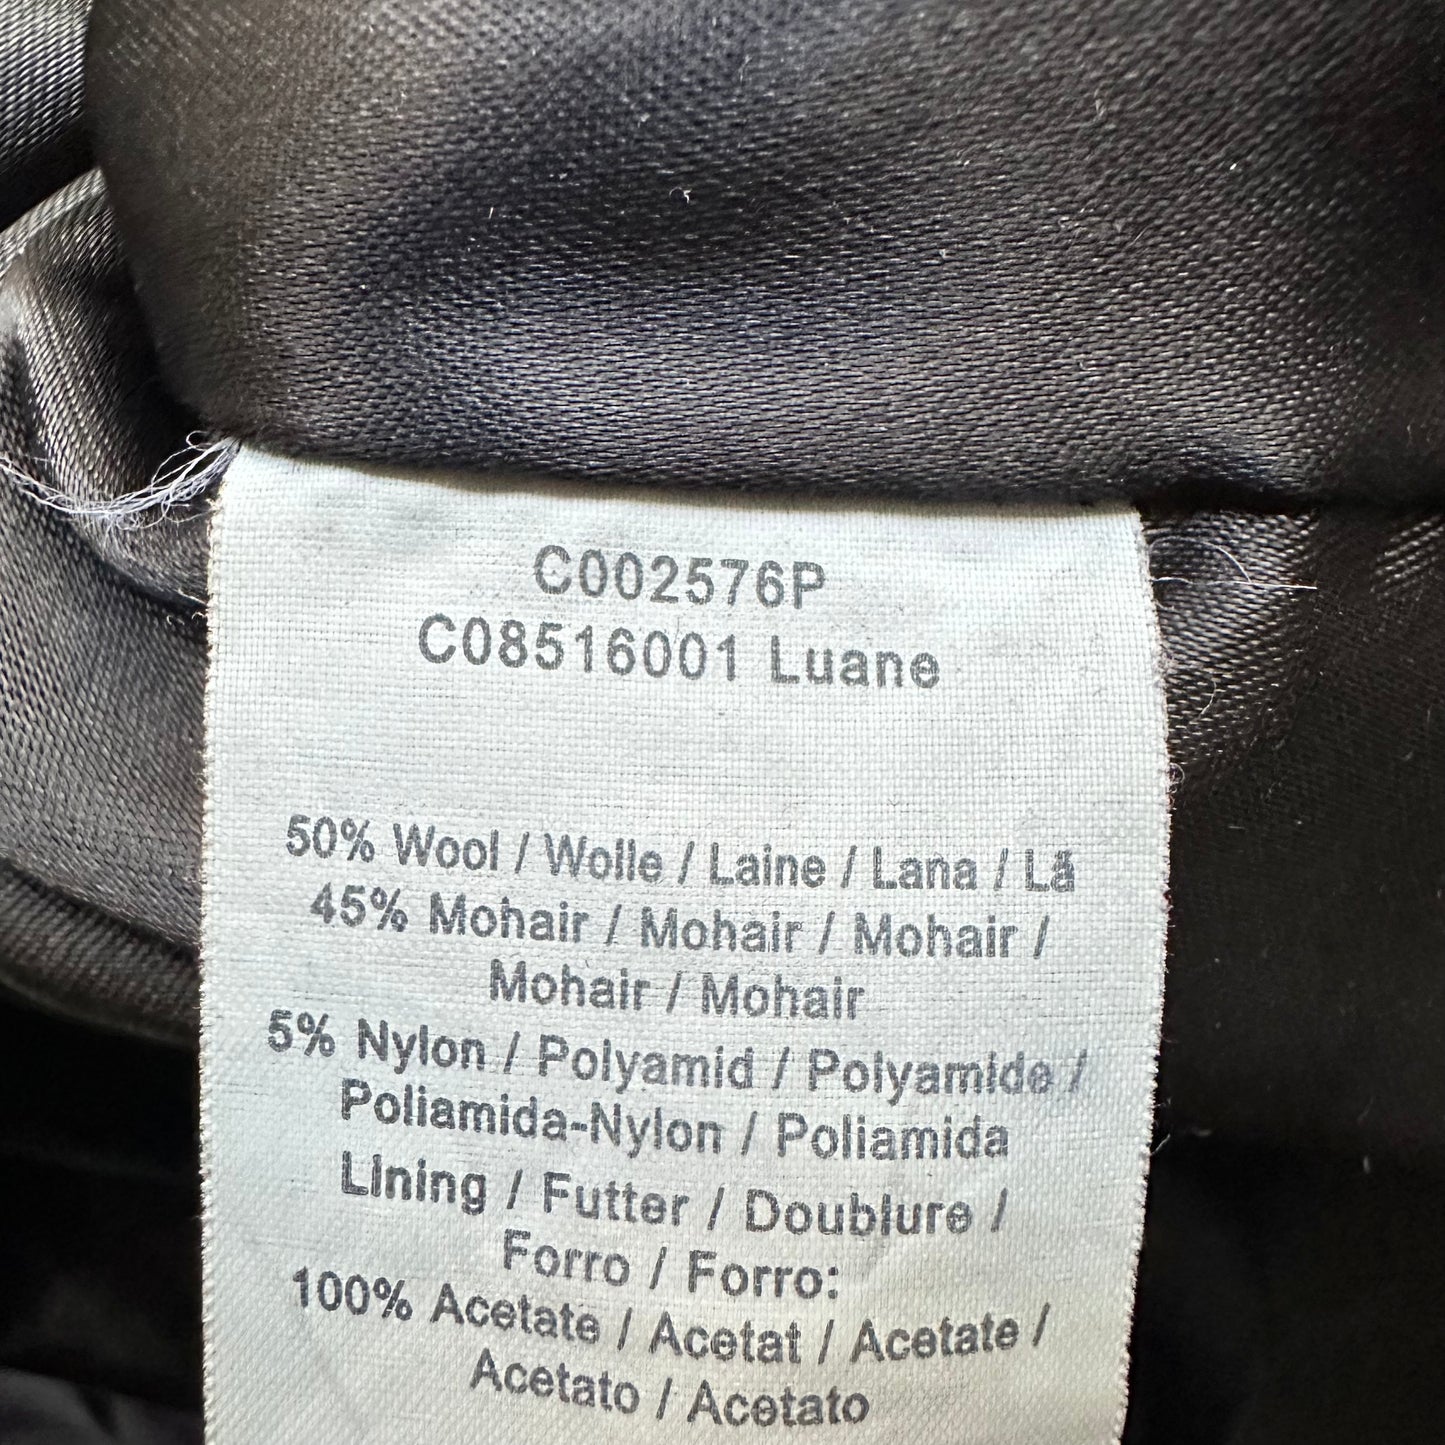 C002576P
C08516001 Luane
50% Wool / Wolle / Laine / Lana / Lã
45% Mohair / Mohair / Mohair /
Mohair / Mohair
5% Nylon / Polyamid / Polyamide /
Poliamida-Nylon / Poliamida
Lining / Futter / Doublure /
Forro / Forro:
100% Acetate / Acetat / Acetate /
Acetato / Acetato